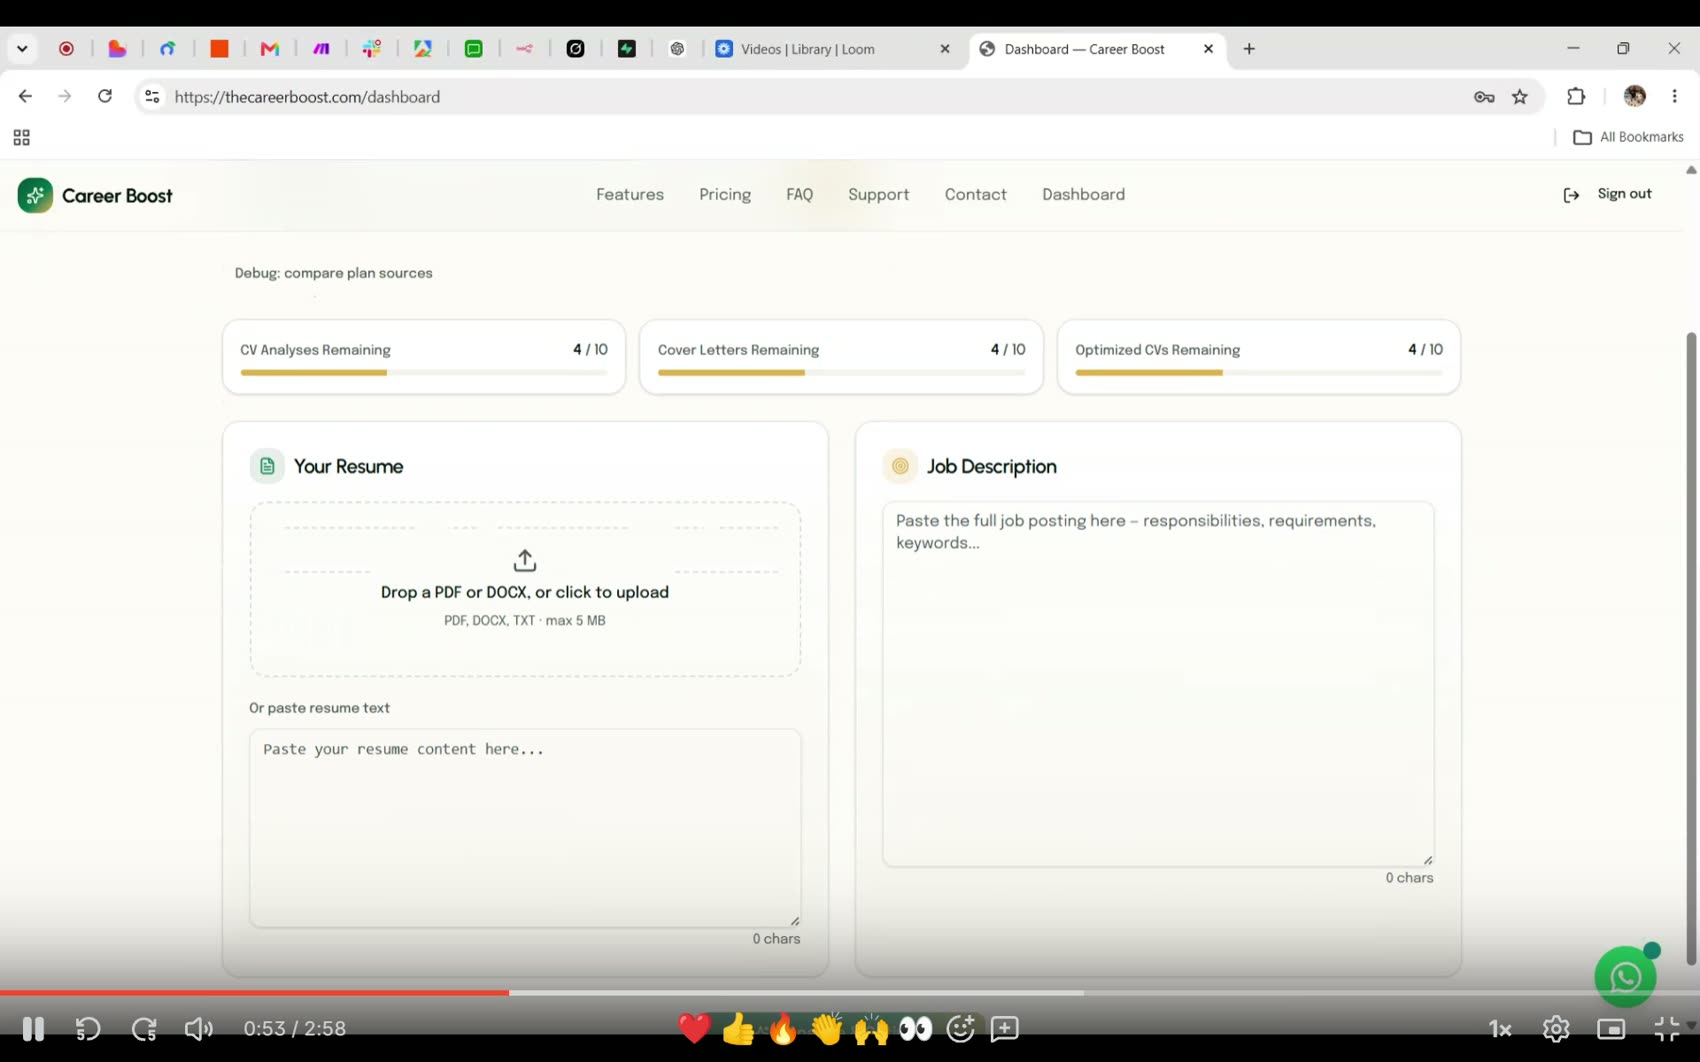 Videos | Library | Loom
Dashboard — Career Boost
https://thecareerboost.com/dashboard
All Bookmarks
Career Boost
Features
Pricing
FAQ
Support
Contact
Dashboard
Sign out
Debug: compare plan sources
CV Analyses Remaining
4 / 10
Cover Letters Remaining
4 / 10
Optimized CVs Remaining
4 / 10
Your Resume
Drop a PDF or DOCX, or click to upload
PDF, DOCX, TXT · max 5 MB
Or paste resume text
Paste your resume content here...
0 chars
Job Description
Paste the full job posting here – responsibilities, requirements,
keywords...
0 chars
5
5
0:53 / 2:58
1x